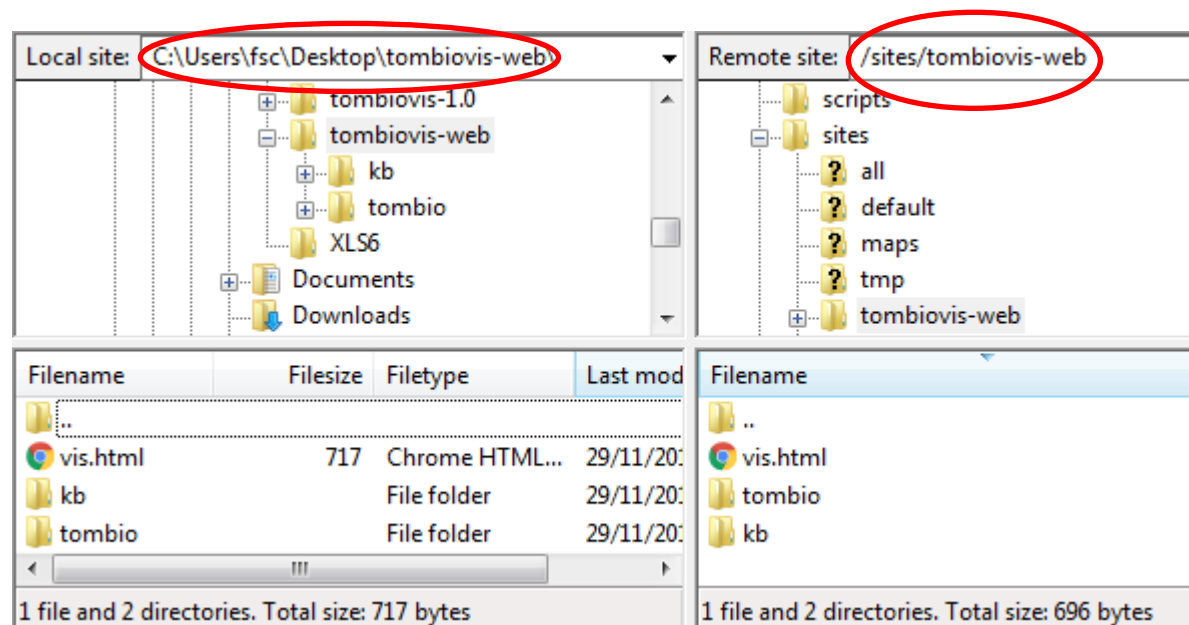 Local site: C:\Users\fsc\Desktop\tombiovis-web\
tombiovis-1.0
tombiovis-web
kb
tombio
XLS6
Documents
Downloads
Filename Filesize Filetype Last mod
..
vis.html 717 Chrome HTML... 29/11/201
kb File folder 29/11/201
tombio File folder 29/11/201
1 file and 2 directories. Total size: 717 bytes
Remote site: /sites/tombiovis-web
scripts
sites
? all
? default
? maps
? tmp
tombiovis-web
Filename
..
vis.html
tombio
kb
1 file and 2 directories. Total size: 696 bytes